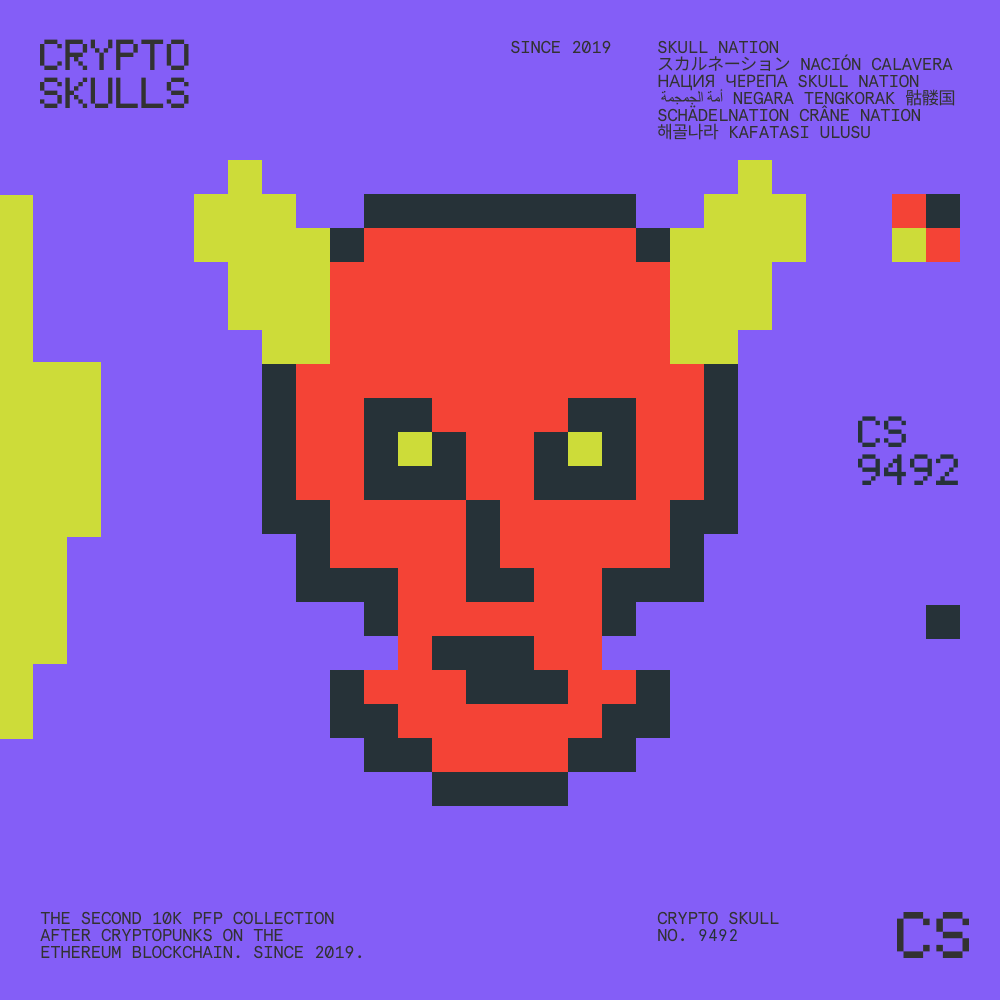 CRYPTO
SKULLS
SINCE 2019
SKULL NATION
スカルネーション NACIÓN CALAVERA
НАЦИЯ ЧЕРЕПА SKULL NATION
أمة الجمجمة NEGARA TENGKORAK 骷髅国
SCHÄDELNATION CRÂNE NATION
해골나라 KAFATASI ULUSU
CS
9492
THE SECOND 10K PFP COLLECTION
AFTER CRYPTOPUNKS ON THE
ETHEREUM BLOCKCHAIN. SINCE 2019.
CRYPTO SKULL
NO. 9492
CS